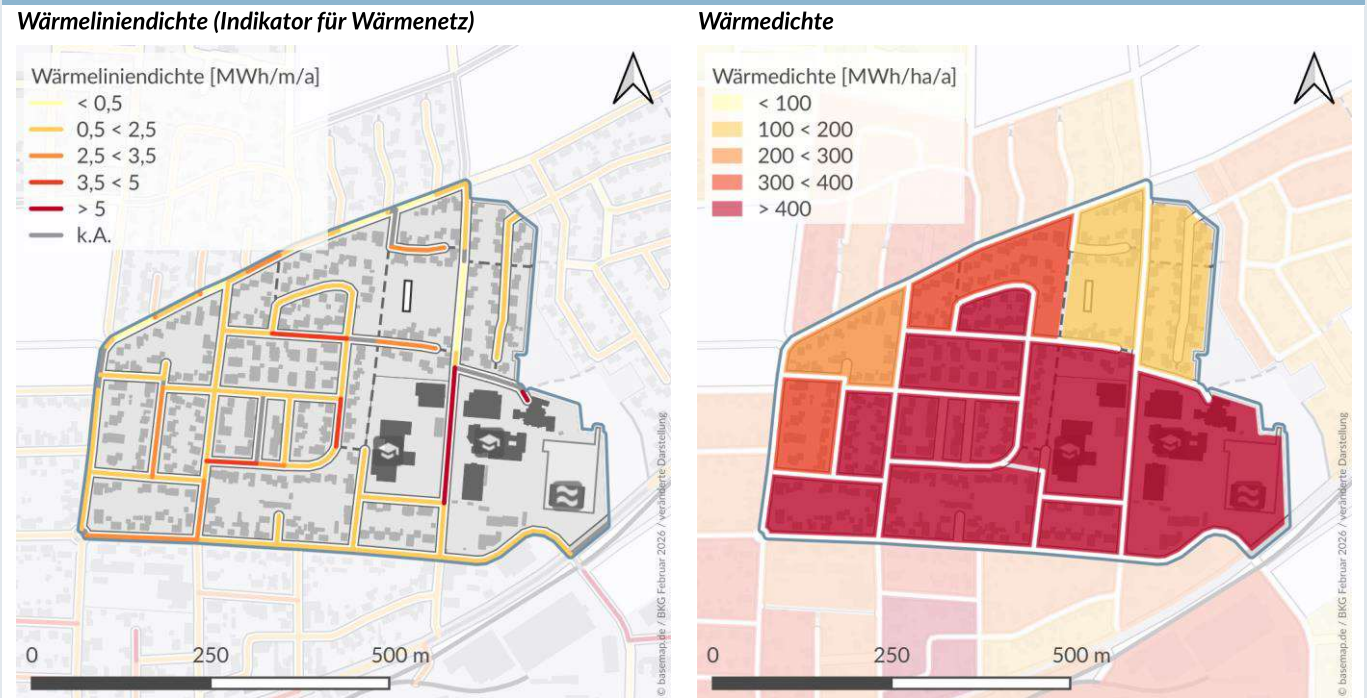 Wärmeliniendichte (Indikator für Wärmenetz)
Wärmeliniendichte [MWh/m/a]
< 0,5
0,5 < 2,5
2,5 < 3,5
3,5 < 5
> 5
k.A.
0 250 500 m
© basemap.de / BKG Februar 2026 / veränderte Darstellung
Wärmedichte
Wärmedichte [MWh/ha/a]
< 100
100 < 200
200 < 300
300 < 400
> 400
0 250 500 m
© basemap.de / BKG Februar 2026 / veränderte Darstellung